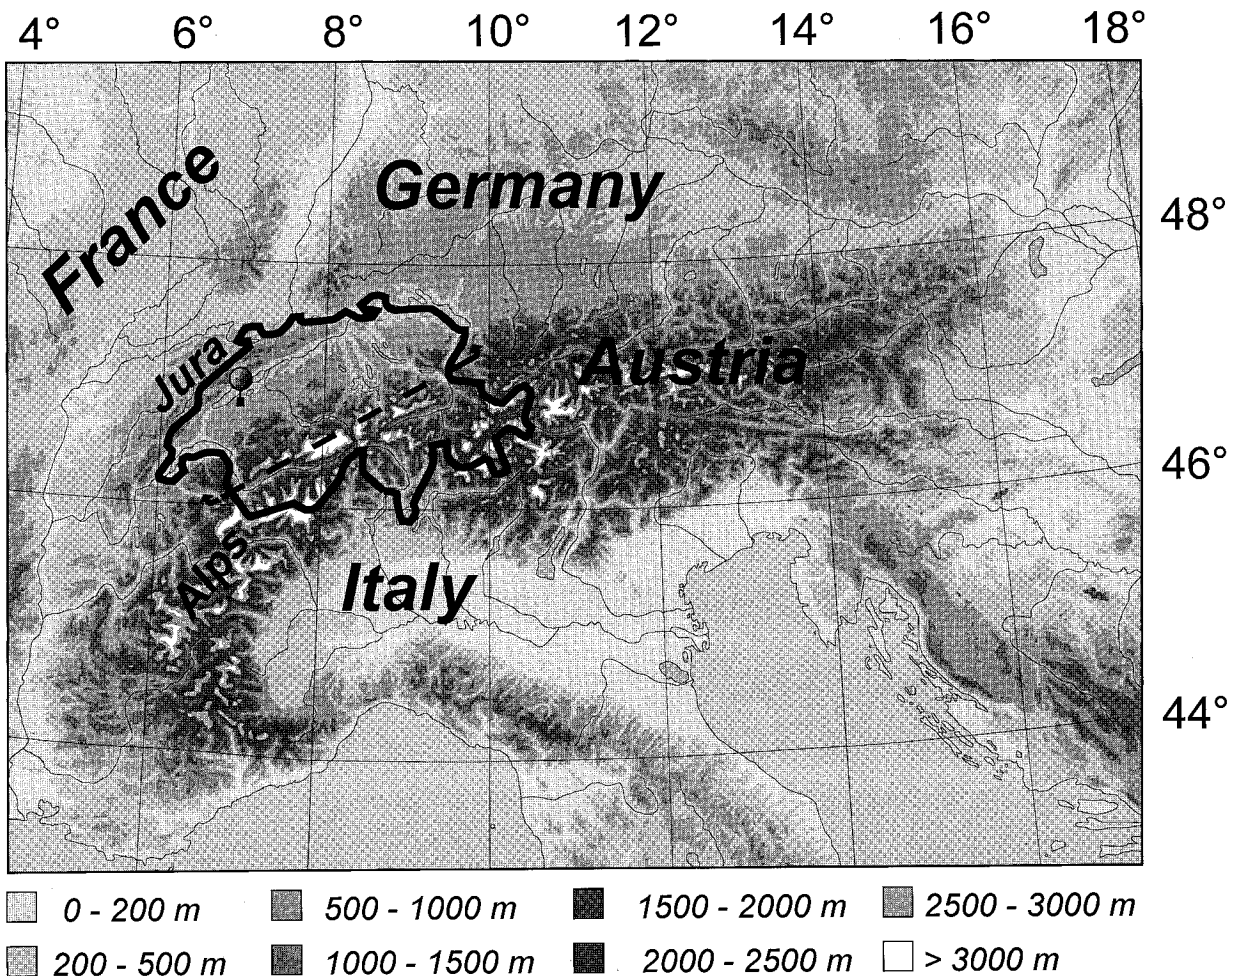 4° 6° 8° 10° 12° 14° 16° 18°
France
Germany
48°
Jura
Austria
46°
Alps
Italy
44°
0 - 200 m 500 - 1000 m 1500 - 2000 m 2500 - 3000 m
200 - 500 m 1000 - 1500 m 2000 - 2500 m > 3000 m